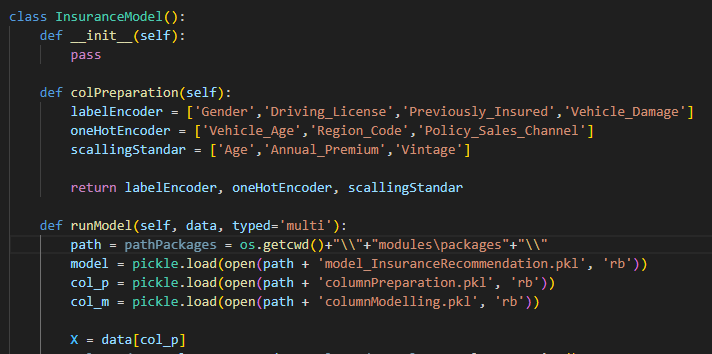 class InsuranceModel():
    def __init__(self):
        pass

    def colPreparation(self):
        labelEncoder = ['Gender','Driving_License','Previously_Insured','Vehicle_Damage']
        oneHotEncoder = ['Vehicle_Age','Region_Code','Policy_Sales_Channel']
        scallingStandar = ['Age','Annual_Premium','Vintage']

        return labelEncoder, oneHotEncoder, scallingStandar

    def runModel(self, data, typed='multi'):
        path = pathPackages = os.getcwd()+"\\"+"modules\packages"+"\\"
        model = pickle.load(open(path + 'model_InsuranceRecommendation.pkl', 'rb'))
        col_p = pickle.load(open(path + 'columnPreparation.pkl', 'rb'))
        col_m = pickle.load(open(path + 'columnModelling.pkl', 'rb'))

        X = data[col_p]